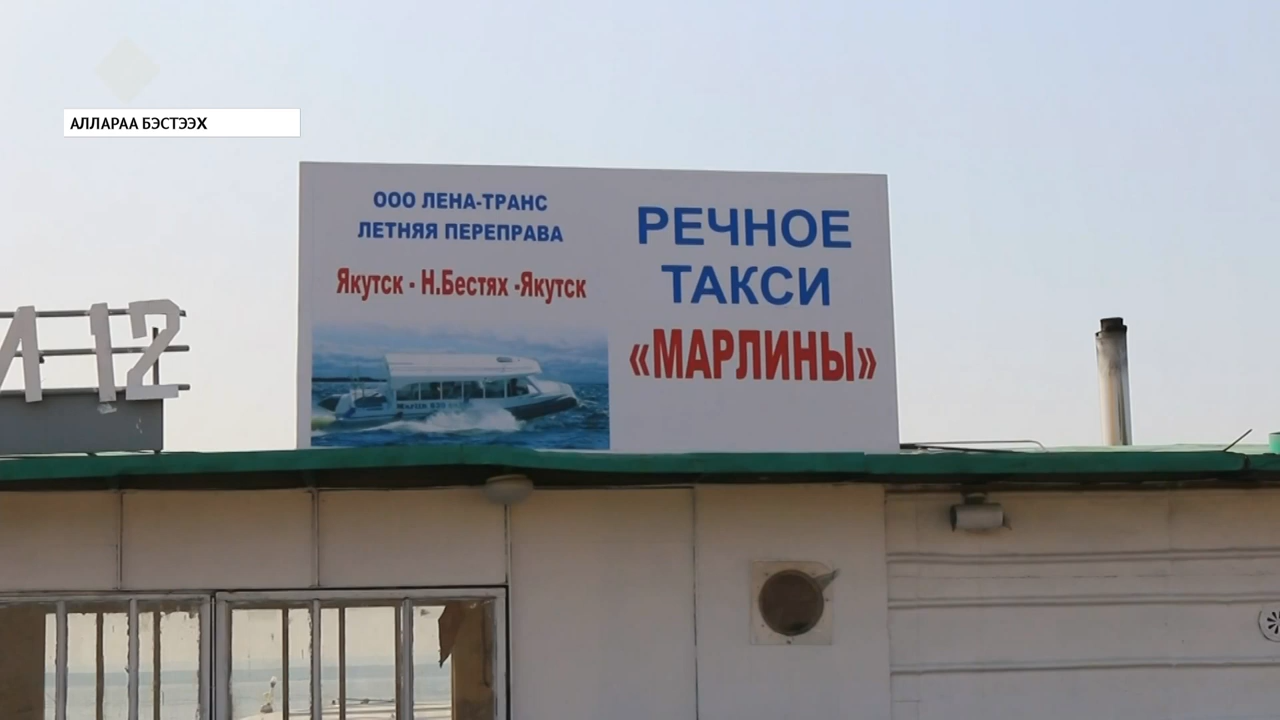 АЛЛАРАА БЭСТЭЭХ
ООО ЛЕНА-ТРАНС
ЛЕТНЯЯ ПЕРЕПРАВА
Якутск - Н.Бестях -Якутск
РЕЧНОЕ
ТАКСИ
«МАРЛИНЫ»
12